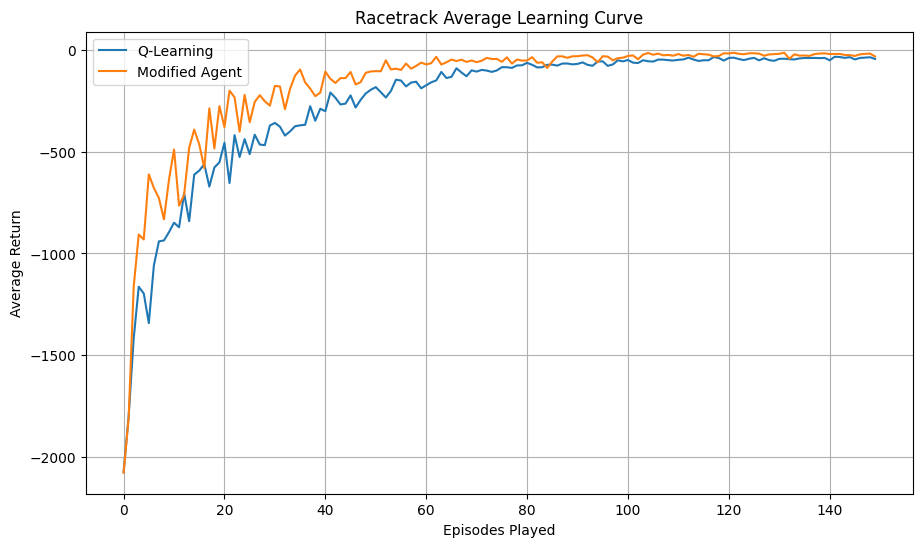 Racetrack Average Learning Curve
Q-Learning
Modified Agent
0
−500
−1000
−1500
−2000
Average Return
0 20 40 60 80 100 120 140
Episodes Played